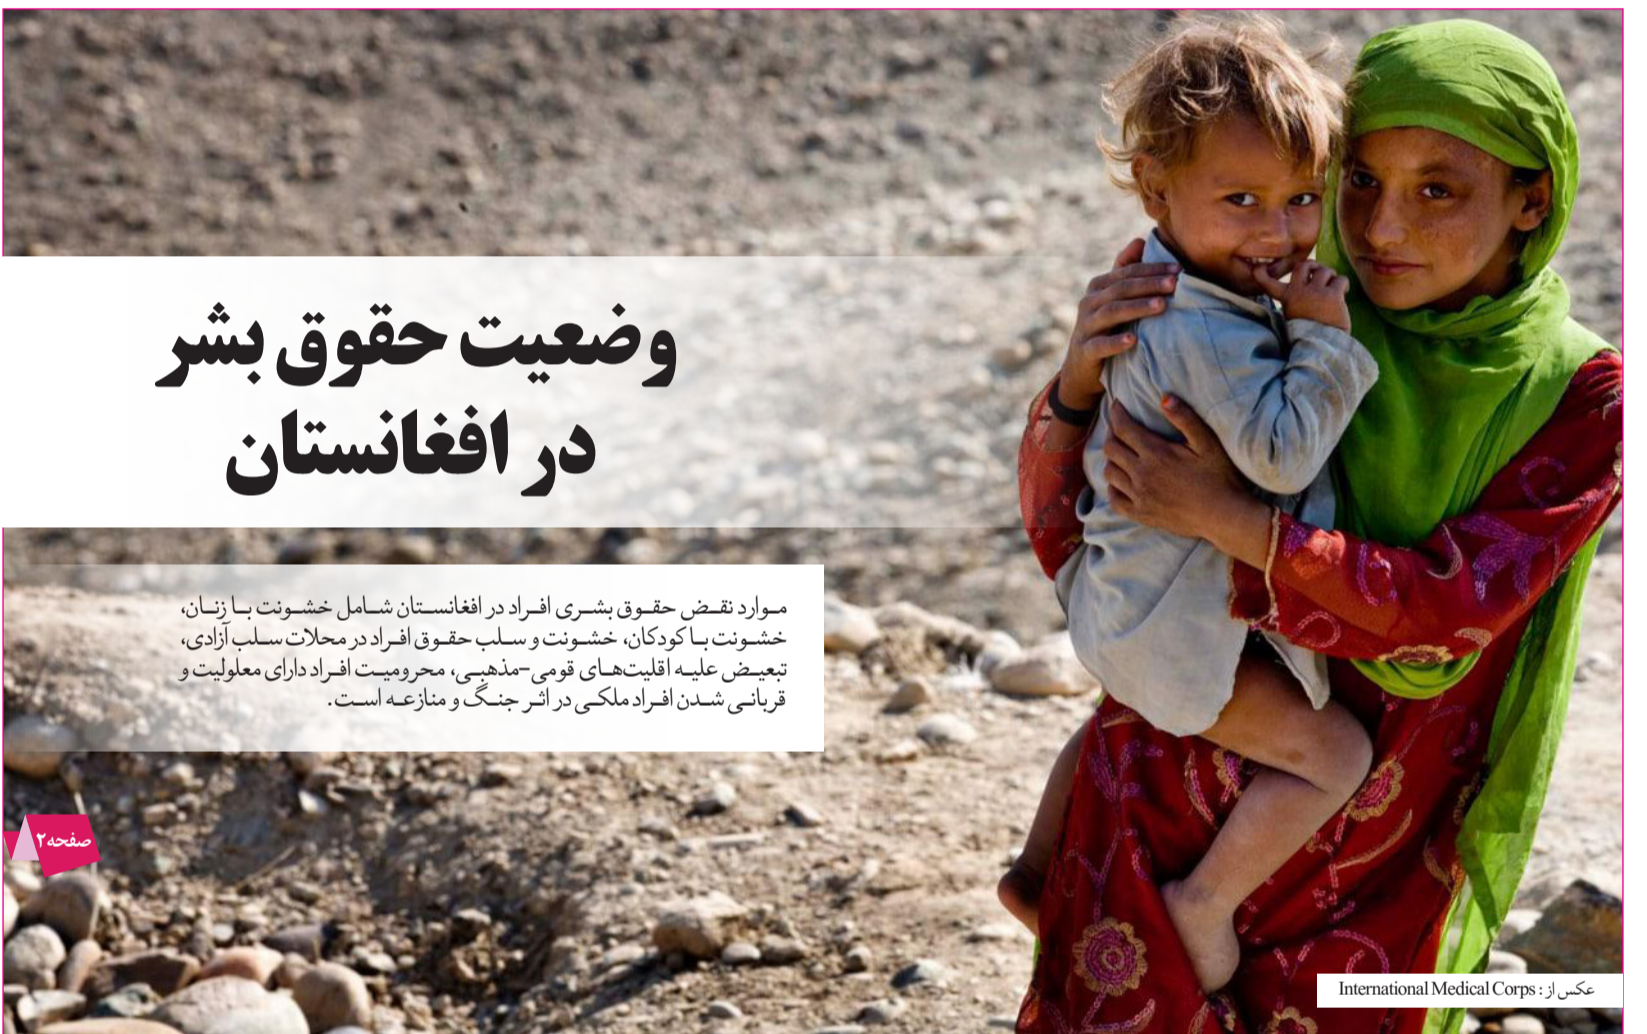 وضعیت حقوق بشر
در افغانستان
موارد نقض حقوق بشری افراد در افغانستان شامل خشونت با زنان،
خشونت با کودکان، خشونت و سلب حقوق افراد در محلات سلب آزادی،
تبعیض علیه اقلیت‌های قومی-مذهبی، محرومیت افراد دارای معلولیت و
قربانی شدن افراد ملکی در اثر جنگ و منازعه است.
صفحه ۲
عکس از: International Medical Corps